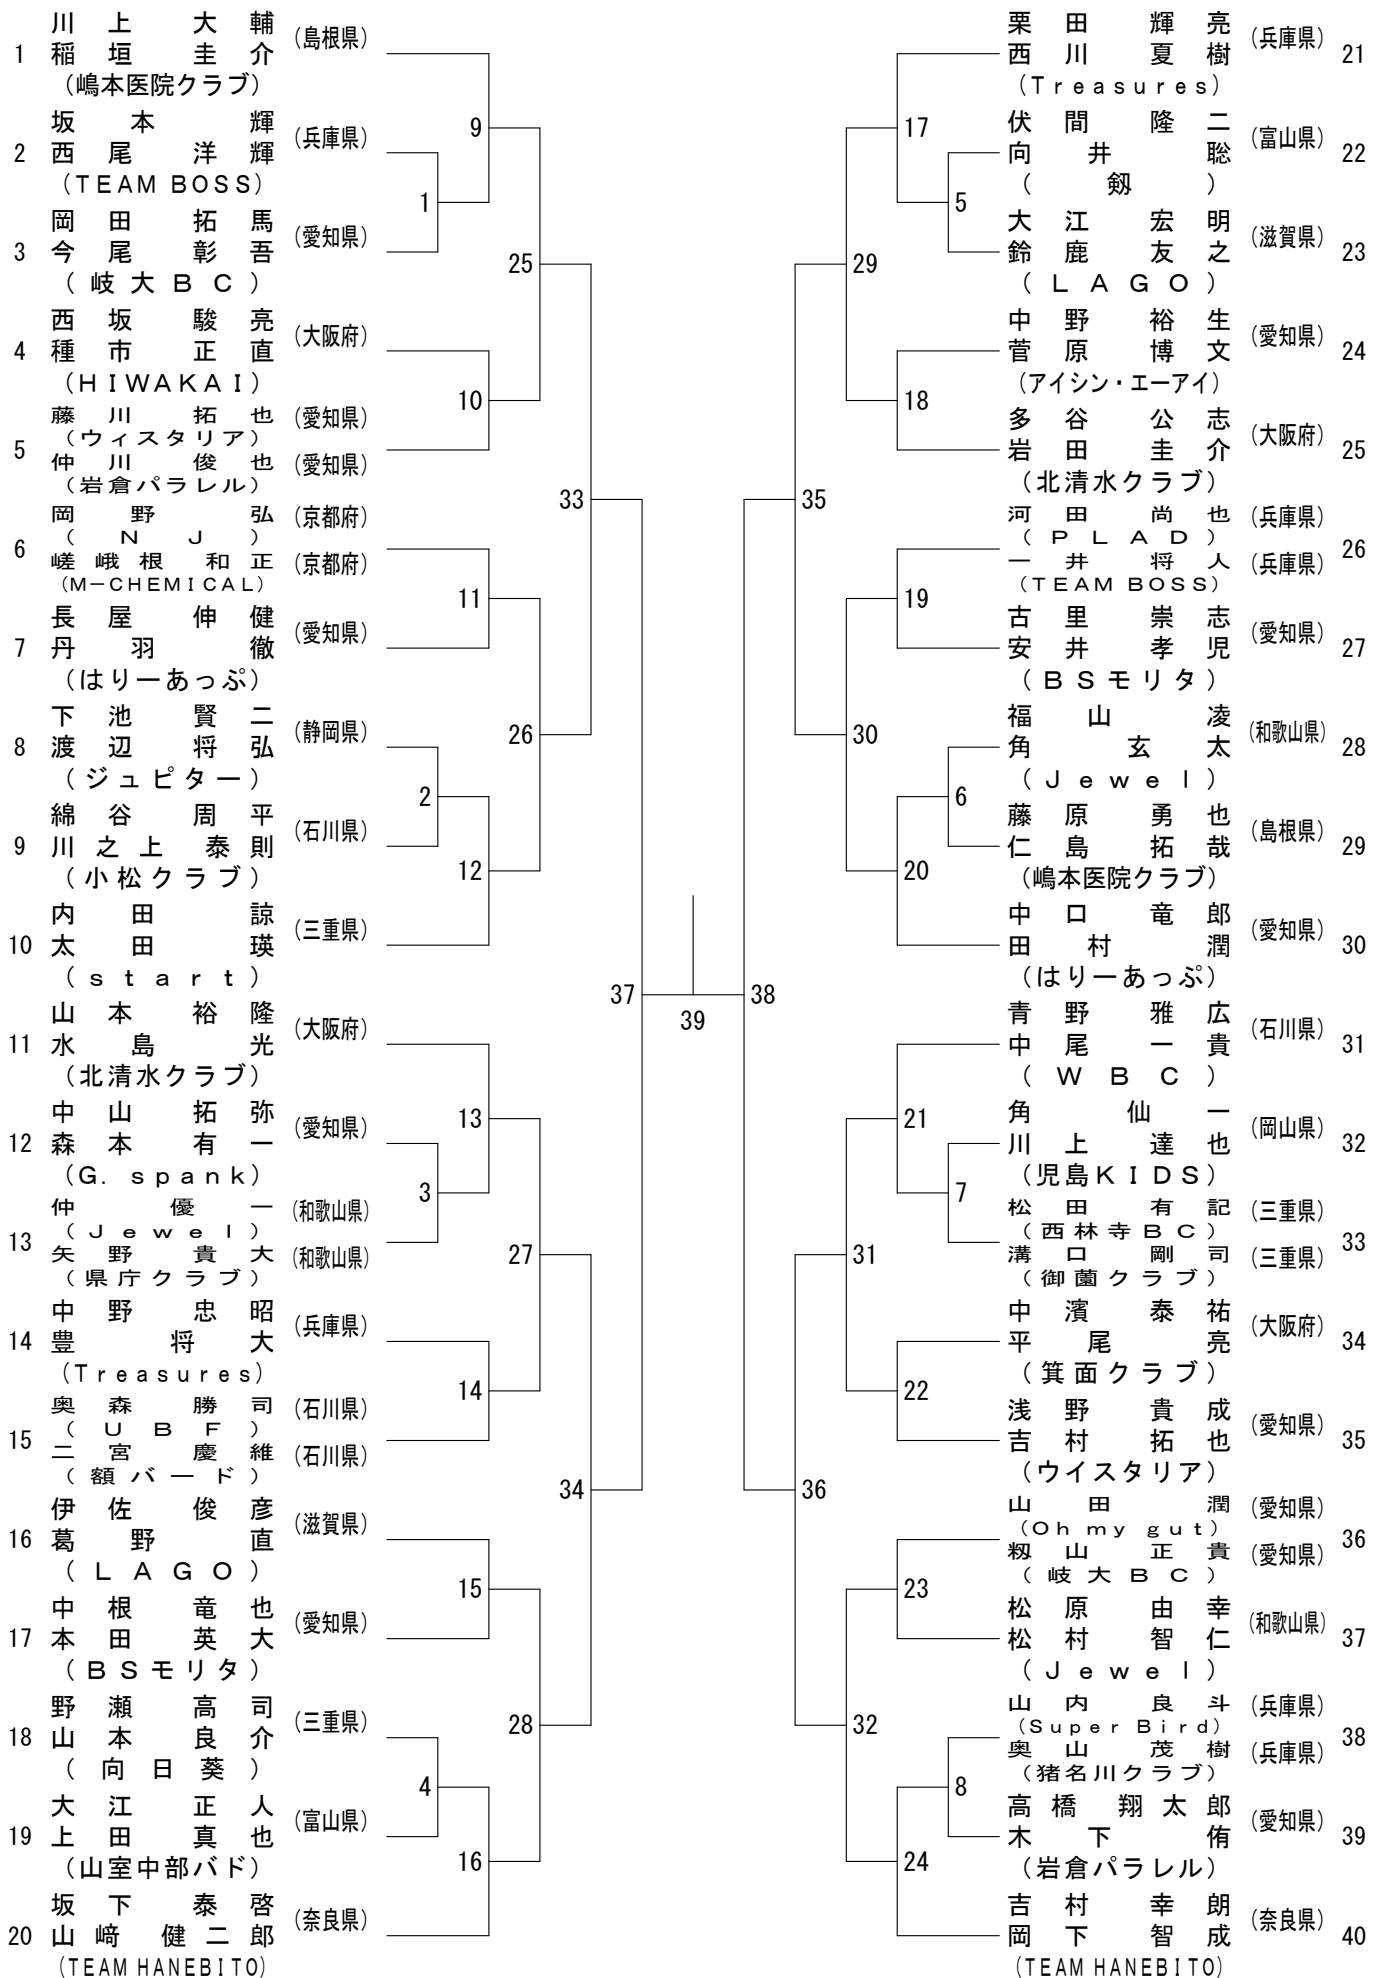 川上 大輔
(島根県)
1 稲垣 圭介
(嶋本医院クラブ)
坂本 輝
(兵庫県)
2 西尾 洋輝
(TEAM BOSS)
岡田 拓馬
(愛知県)
3 今尾 彰吾
(岐大BC)
西坂 駿亮
(大阪府)
4 種市 正直
(HIWAKAI)
藤川 拓也 (愛知県)
(ウィスタリア)
5
仲川 俊也 (愛知県)
(岩倉パラレル)
岡野 弘 (京都府)
(NJ)
6
嵯峨根 和正 (京都府)
(M-CHEMICAL)
長屋 伸健
(愛知県)
7 丹羽 徹
(はりーあっぷ)
下池 賢二
(静岡県)
8 渡辺 将弘
(ジュピター)
綿谷 周平
(石川県)
9 川之上 泰則
(小松クラブ)
内田 諒
(三重県)
10 太田 瑛
(start)
山本 裕隆
(大阪府)
11 水島 光
(北清水クラブ)
中山 拓弥
(愛知県)
12 森本 有一
(G. spank)
仲 優一 (和歌山県)
(Jewel)
13
矢野 貴大 (和歌山県)
(県庁クラブ)
中野 忠昭
(兵庫県)
14 豊 将大
(Treasures)
奥森 勝司 (石川県)
(UBF)
15
二宮 慶維 (石川県)
(額バード)
伊佐 俊彦
(滋賀県)
16 葛野 直
(LAGO)
中根 竜也
(愛知県)
17 本田 英大
(BSモリタ)
野瀬 高司
(三重県)
18 山本 良介
(向日葵)
大江 正人
(富山県)
19 上田 真也
(山室中部バド)
坂下 泰啓
(奈良県)
20 山﨑 健二郎
(TEAM HANEBITO)
9
1
25
10
33
11
26
2
12
37
13
3
27
14
34
15
28
4
16
39
38
17
5
29
18
35
19
30
6
20
21
7
31
22
36
23
32
8
24
栗田 輝亮
(兵庫県)
西川 夏樹 21
(Treasures)
伏間 隆二
(富山県)
向井 聡 22
(剱)
大江 宏明
(滋賀県)
鈴鹿 友之 23
(LAGO)
中野 裕生
(愛知県)
菅原 博文 24
(アイシン・エーアイ)
多谷 公志
(大阪府)
岩田 圭介 25
(北清水クラブ)
河田 尚也 (兵庫県)
(PLAD)
26
一井 将人 (兵庫県)
(TEAM BOSS)
古里 崇志
(愛知県)
安井 孝児 27
(BSモリタ)
福山 凌
(和歌山県)
角 玄太 28
(Jewel)
藤原 勇也
(島根県)
仁島 拓哉 29
(嶋本医院クラブ)
中口 竜郎
(愛知県)
田村 潤 30
(はりーあっぷ)
青野 雅広
(石川県)
中尾 一貴 31
(WBC)
角 仙一
(岡山県)
川上 達也 32
(児島KIDS)
松田 有記 (三重県)
(西林寺BC)
33
溝口 剛司 (三重県)
(御薗クラブ)
中濱 泰祐
(大阪府)
平尾 亮 34
(箕面クラブ)
浅野 貴成
(愛知県)
吉村 拓也 35
(ウイスタリア)
山田 潤 (愛知県)
(Oh my gut)
36
籾山 正貴 (愛知県)
(岐大BC)
松原 由幸
(和歌山県)
松村 智仁 37
(Jewel)
山内 良斗 (兵庫県)
(Super Bird)
38
奥山 茂樹 (兵庫県)
(猪名川クラブ)
高橋 翔太郎
(愛知県)
木下 侑 39
(岩倉パラレル)
吉村 幸朗
(奈良県)
岡下 智成 40
(TEAM HANEBITO)